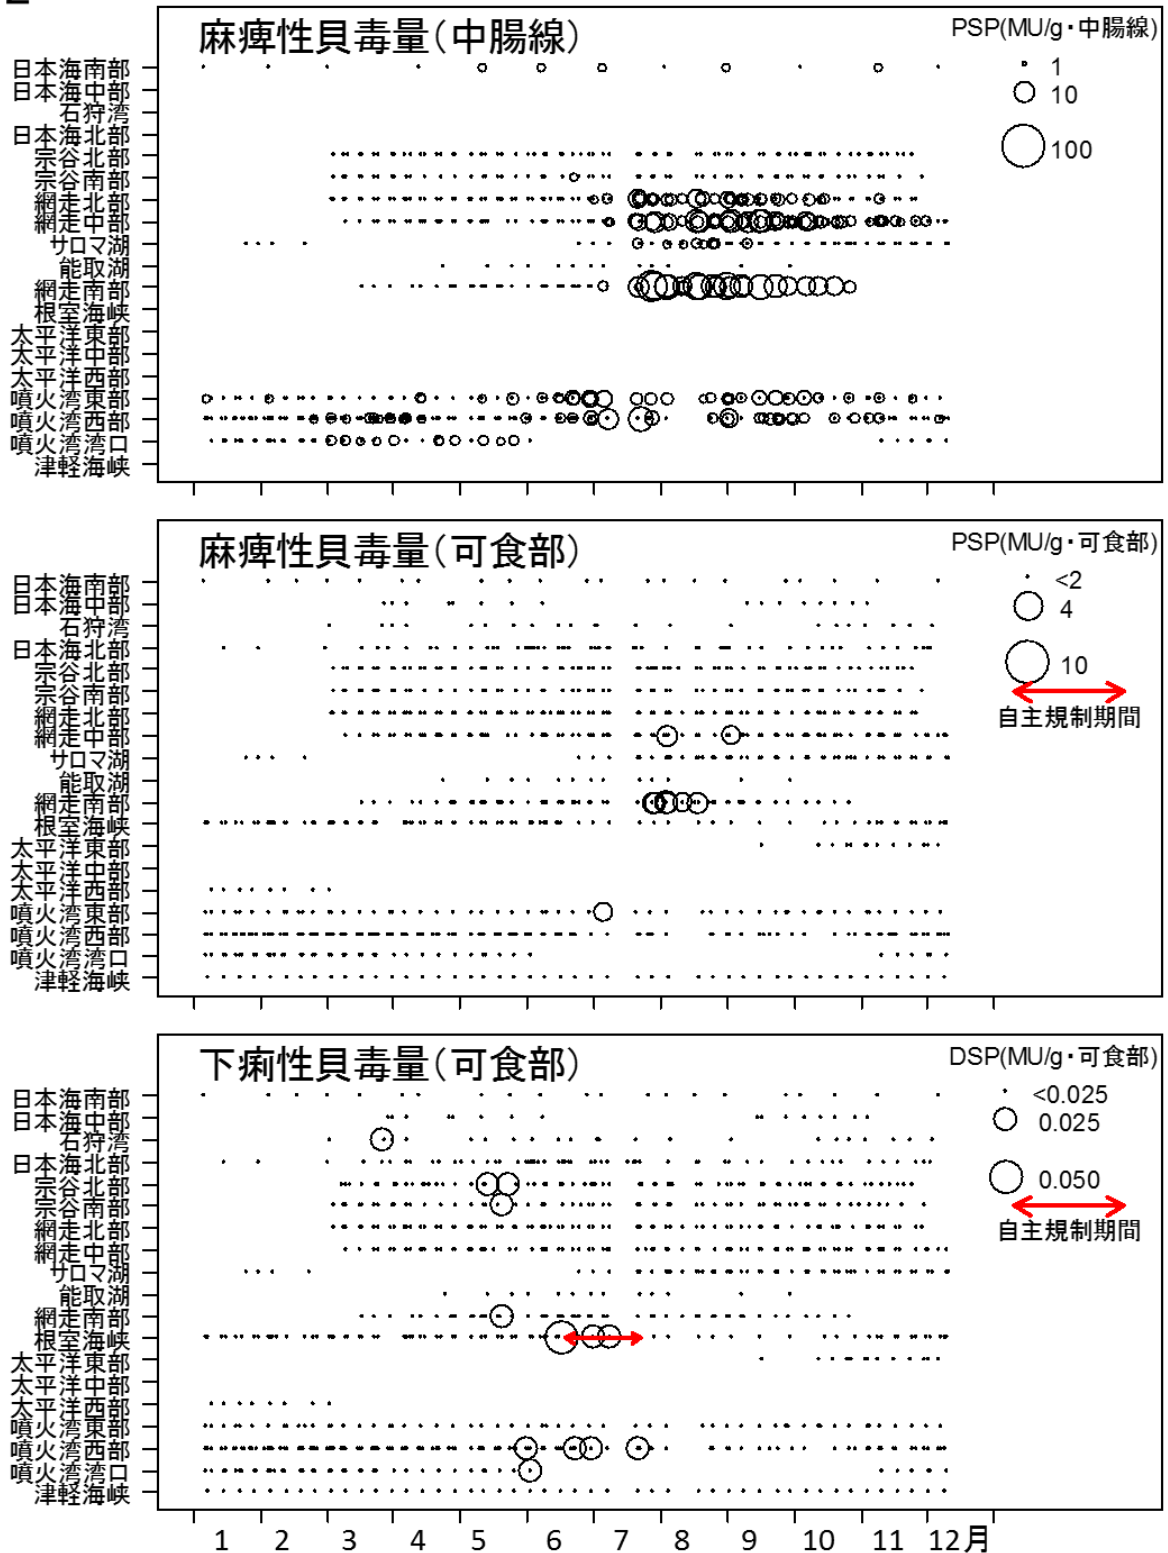 麻痺性貝毒量(中腸線)
PSP(MU/g・中腸線)
1
10
100
日本海南部
日本海中部
石狩湾
日本海北部
宗谷北部
宗谷南部
網走北部
網走中部
サロマ湖
能取湖
網走南部
根室海峡
太平洋東部
太平洋中部
太平洋西部
噴火湾東部
噴火湾西部
噴火湾湾口
津軽海峡
麻痺性貝毒量(可食部)
PSP(MU/g・可食部)
<2
4
10
自主規制期間
日本海南部
日本海中部
石狩湾
日本海北部
宗谷北部
宗谷南部
網走北部
網走中部
サロマ湖
能取湖
網走南部
根室海峡
太平洋東部
太平洋中部
太平洋西部
噴火湾東部
噴火湾西部
噴火湾湾口
津軽海峡
下痢性貝毒量(可食部)
DSP(MU/g・可食部)
<0.025
0.025
0.050
自主規制期間
日本海南部
日本海中部
石狩湾
日本海北部
宗谷北部
宗谷南部
網走北部
網走中部
サロマ湖
能取湖
網走南部
根室海峡
太平洋東部
太平洋中部
太平洋西部
噴火湾東部
噴火湾西部
噴火湾湾口
津軽海峡
1 2 3 4 5 6 7 8 9 10 11 12月